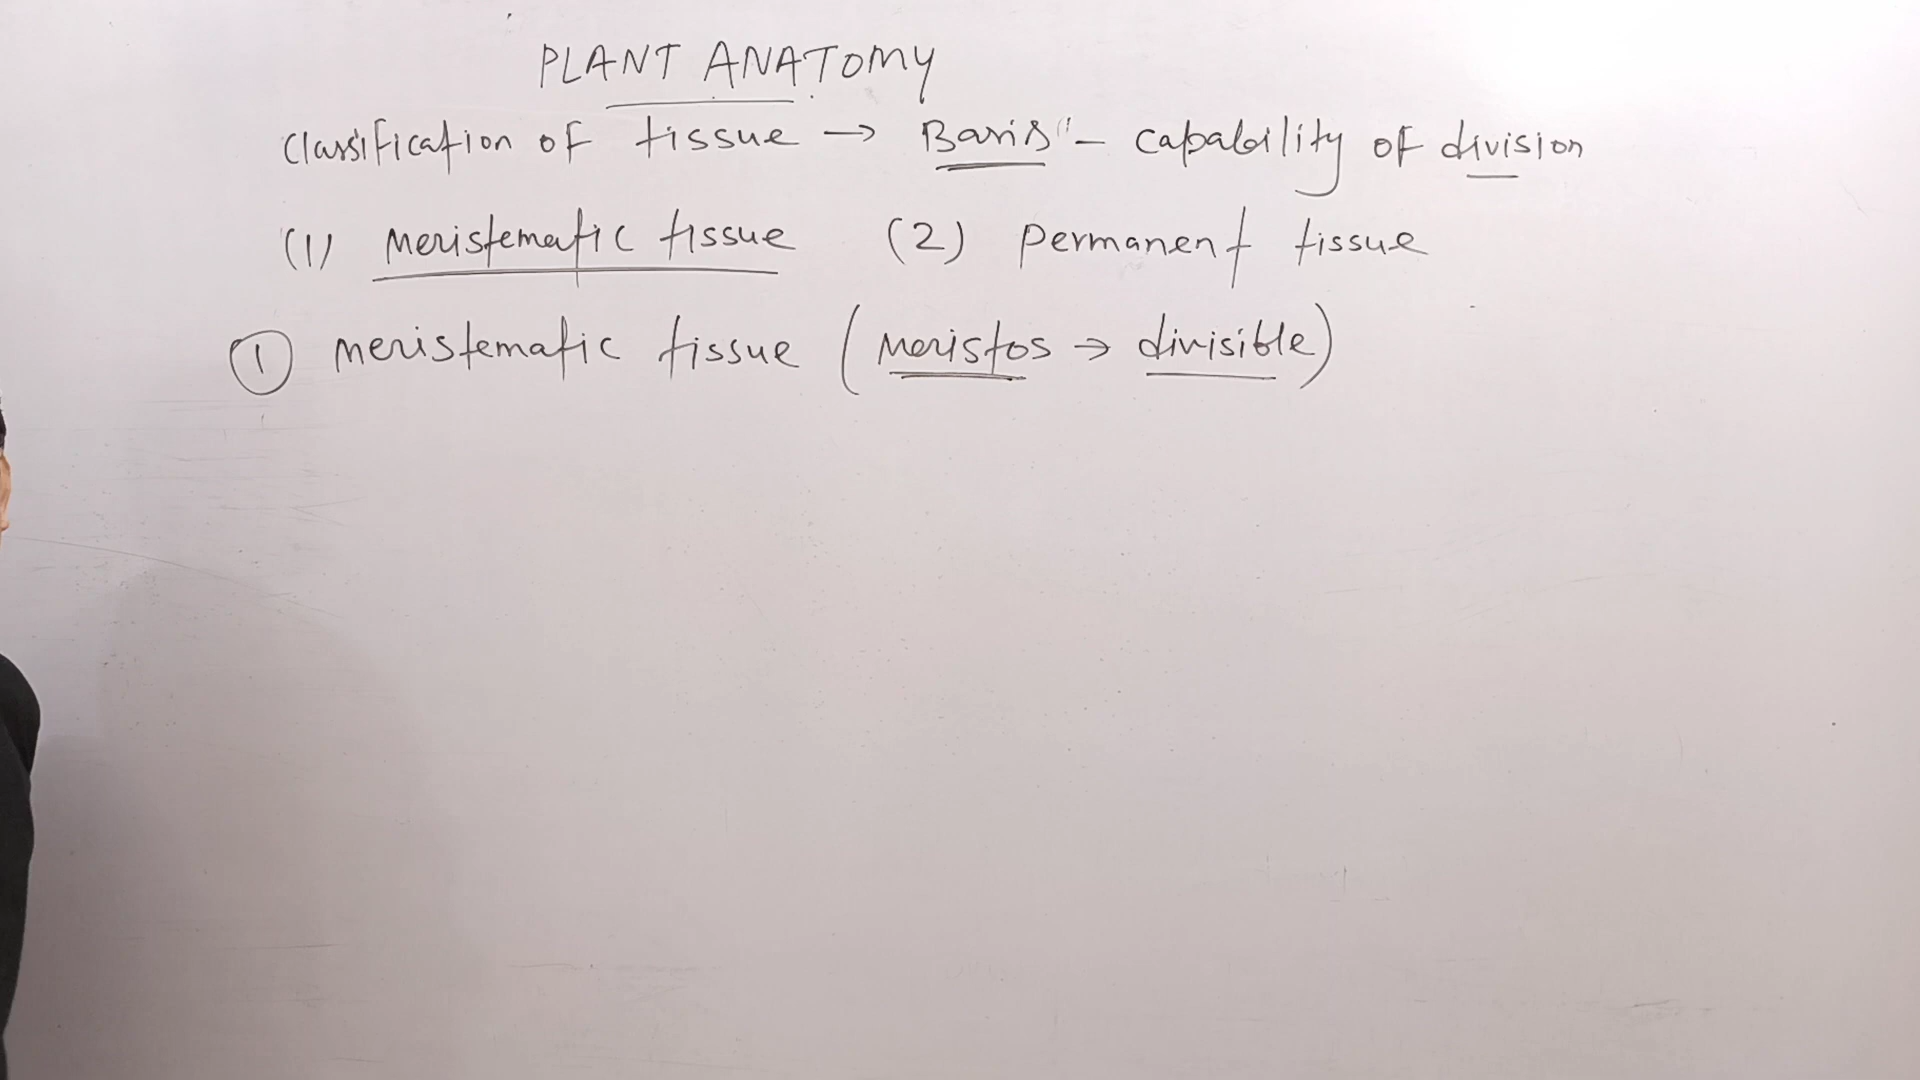 PLANT ANATOMY
Classification of tissue → Basis" - capability of division
(1) Meristematic tissue (2) Permanent tissue
① meristematic tissue (Meristos → divisible)